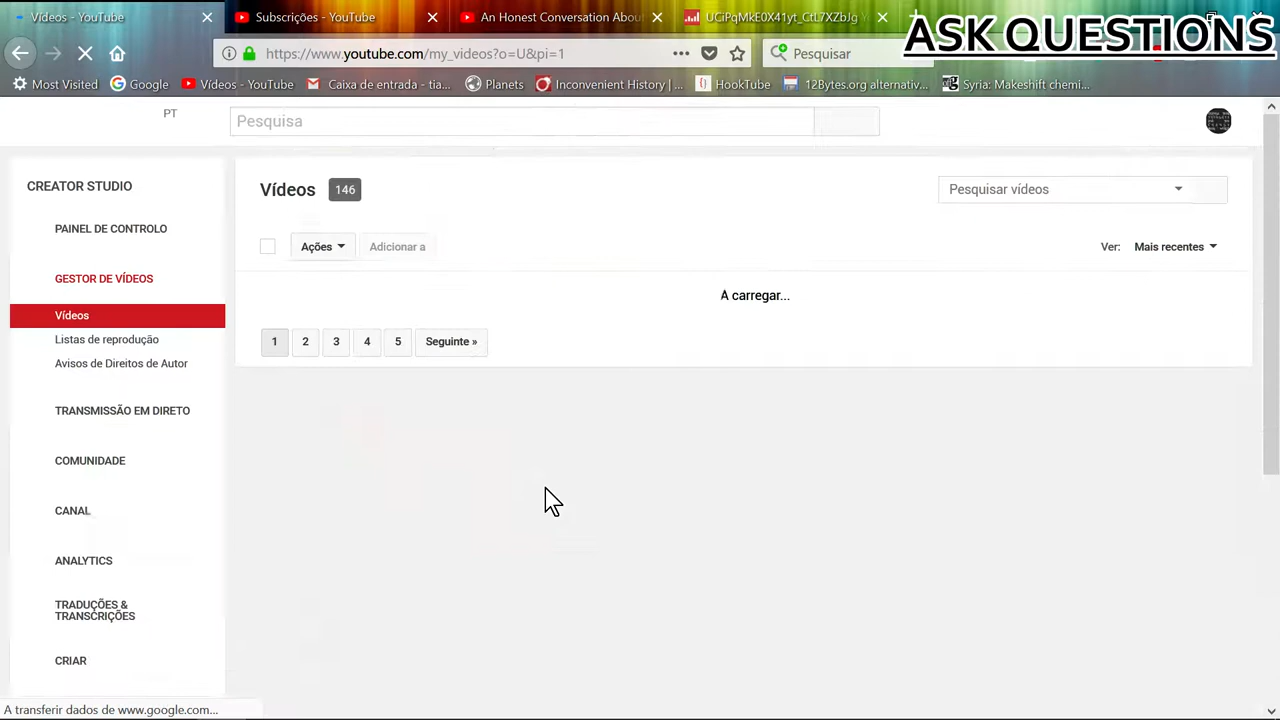 Vídeos - YouTube
Subscrições - YouTube
An Honest Conversation Abou
UCiPqMkE0X41yt_CtL7XZbJg Y
ASK QUESTIONS
https://www.youtube.com/my_videos?o=U&pi=1
Pesquisar
Most Visited
Google
Vídeos - YouTube
Caixa de entrada - tia...
Planets
Inconvenient History | ...
HookTube
12Bytes.org alternativ...
Syria: Makeshift chemi...
PT
Pesquisa
CREATOR STUDIO
PAINEL DE CONTROLO
GESTOR DE VÍDEOS
Vídeos
Listas de reprodução
Avisos de Direitos de Autor
TRANSMISSÃO EM DIRETO
COMUNIDADE
CANAL
ANALYTICS
TRADUÇÕES &
TRANSCRIÇÕES
CRIAR
Vídeos 146
Pesquisar vídeos
Ações
Adicionar a
Ver: Mais recentes
A carregar...
1 2 3 4 5 Seguinte »
A transferir dados de www.google.com...